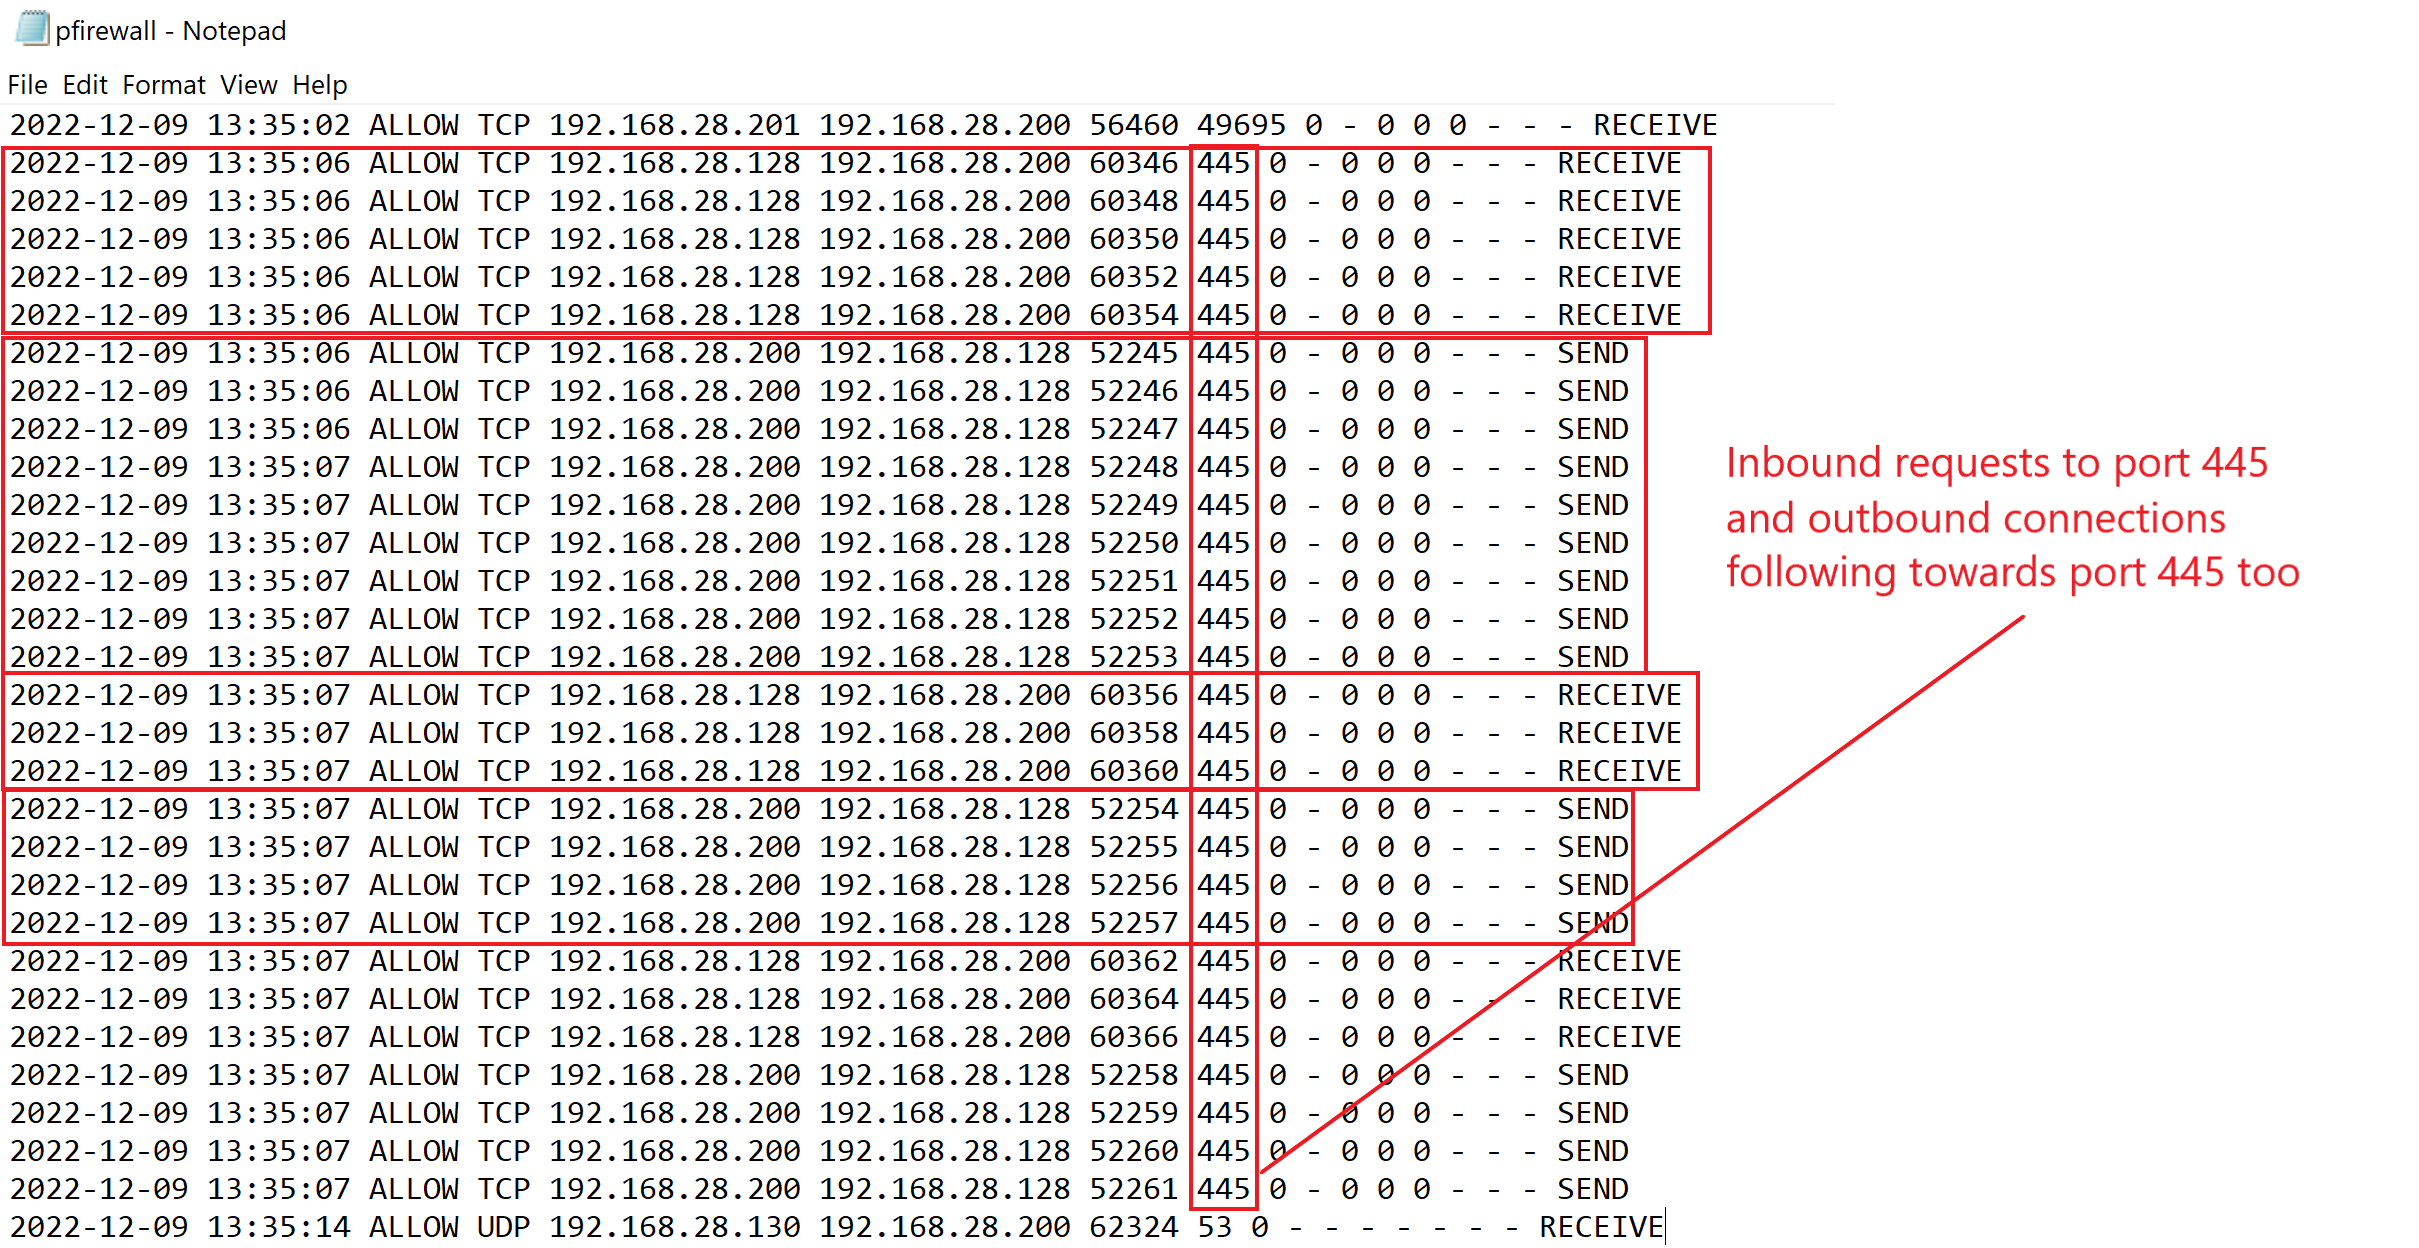 pfirewall - Notepad
File Edit Format View Help
2022-12-09 13:35:02 ALLOW TCP 192.168.28.201 192.168.28.200 56460 49695 0 - 0 0 0 - - - RECEIVE
2022-12-09 13:35:06 ALLOW TCP 192.168.28.128 192.168.28.200 60346 445 0 - 0 0 0 - - - RECEIVE
2022-12-09 13:35:06 ALLOW TCP 192.168.28.128 192.168.28.200 60348 445 0 - 0 0 0 - - - RECEIVE
2022-12-09 13:35:06 ALLOW TCP 192.168.28.128 192.168.28.200 60350 445 0 - 0 0 0 - - - RECEIVE
2022-12-09 13:35:06 ALLOW TCP 192.168.28.128 192.168.28.200 60352 445 0 - 0 0 0 - - - RECEIVE
2022-12-09 13:35:06 ALLOW TCP 192.168.28.128 192.168.28.200 60354 445 0 - 0 0 0 - - - RECEIVE
2022-12-09 13:35:06 ALLOW TCP 192.168.28.200 192.168.28.128 52245 445 0 - 0 0 0 - - - SEND
2022-12-09 13:35:06 ALLOW TCP 192.168.28.200 192.168.28.128 52246 445 0 - 0 0 0 - - - SEND
2022-12-09 13:35:06 ALLOW TCP 192.168.28.200 192.168.28.128 52247 445 0 - 0 0 0 - - - SEND
2022-12-09 13:35:07 ALLOW TCP 192.168.28.200 192.168.28.128 52248 445 0 - 0 0 0 - - - SEND
2022-12-09 13:35:07 ALLOW TCP 192.168.28.200 192.168.28.128 52249 445 0 - 0 0 0 - - - SEND
2022-12-09 13:35:07 ALLOW TCP 192.168.28.200 192.168.28.128 52250 445 0 - 0 0 0 - - - SEND
2022-12-09 13:35:07 ALLOW TCP 192.168.28.200 192.168.28.128 52251 445 0 - 0 0 0 - - - SEND
2022-12-09 13:35:07 ALLOW TCP 192.168.28.200 192.168.28.128 52252 445 0 - 0 0 0 - - - SEND
2022-12-09 13:35:07 ALLOW TCP 192.168.28.200 192.168.28.128 52253 445 0 - 0 0 0 - - - SEND
2022-12-09 13:35:07 ALLOW TCP 192.168.28.128 192.168.28.200 60356 445 0 - 0 0 0 - - - RECEIVE
2022-12-09 13:35:07 ALLOW TCP 192.168.28.128 192.168.28.200 60358 445 0 - 0 0 0 - - - RECEIVE
2022-12-09 13:35:07 ALLOW TCP 192.168.28.128 192.168.28.200 60360 445 0 - 0 0 0 - - - RECEIVE
2022-12-09 13:35:07 ALLOW TCP 192.168.28.200 192.168.28.128 52254 445 0 - 0 0 0 - - - SEND
2022-12-09 13:35:07 ALLOW TCP 192.168.28.200 192.168.28.128 52255 445 0 - 0 0 0 - - - SEND
2022-12-09 13:35:07 ALLOW TCP 192.168.28.200 192.168.28.128 52256 445 0 - 0 0 0 - - - SEND
2022-12-09 13:35:07 ALLOW TCP 192.168.28.200 192.168.28.128 52257 445 0 - 0 0 0 - - - SEND
2022-12-09 13:35:07 ALLOW TCP 192.168.28.128 192.168.28.200 60362 445 0 - 0 0 0 - - - RECEIVE
2022-12-09 13:35:07 ALLOW TCP 192.168.28.128 192.168.28.200 60364 445 0 - 0 0 0 - - - RECEIVE
2022-12-09 13:35:07 ALLOW TCP 192.168.28.128 192.168.28.200 60366 445 0 - 0 0 0 - - - RECEIVE
2022-12-09 13:35:07 ALLOW TCP 192.168.28.200 192.168.28.128 52258 445 0 - 0 0 0 - - - SEND
2022-12-09 13:35:07 ALLOW TCP 192.168.28.200 192.168.28.128 52259 445 0 - 0 0 0 - - - SEND
2022-12-09 13:35:07 ALLOW TCP 192.168.28.200 192.168.28.128 52260 445 0 - 0 0 0 - - - SEND
2022-12-09 13:35:07 ALLOW TCP 192.168.28.200 192.168.28.128 52261 445 0 - 0 0 0 - - - SEND
2022-12-09 13:35:14 ALLOW UDP 192.168.28.130 192.168.28.200 62324 53 0 - - - - - - - RECEIVE
Inbound requests to port 445
and outbound connections
following towards port 445 too